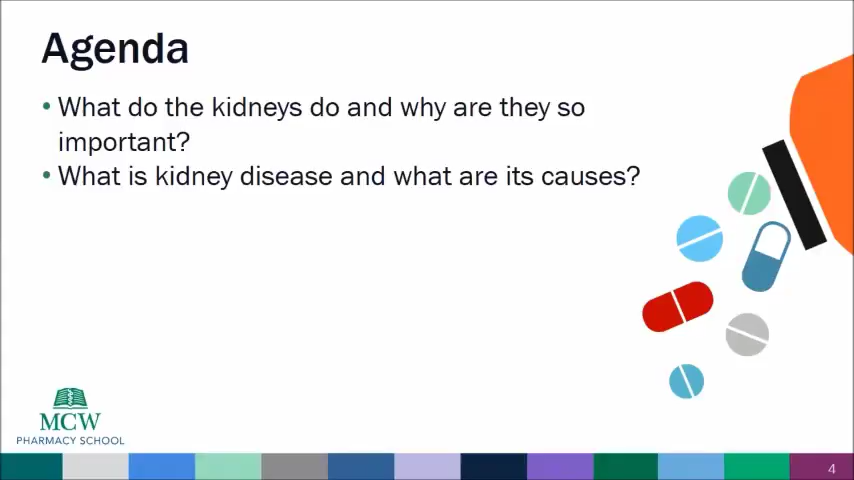 Agenda
• What do the kidneys do and why are they so
important?
• What is kidney disease and what are its causes?
MCW
PHARMACY SCHOOL
4